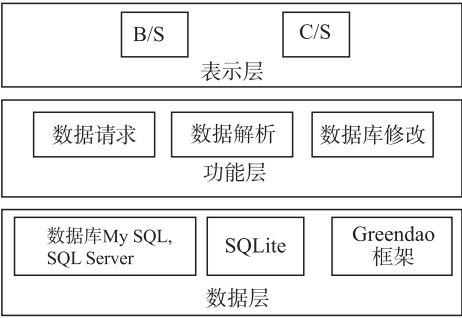 B/S
C/S
表示层
数据请求
数据解析
数据库修改
功能层
数据库My SQL,
SQL Server
SQLite
Greendao
框架
数据层